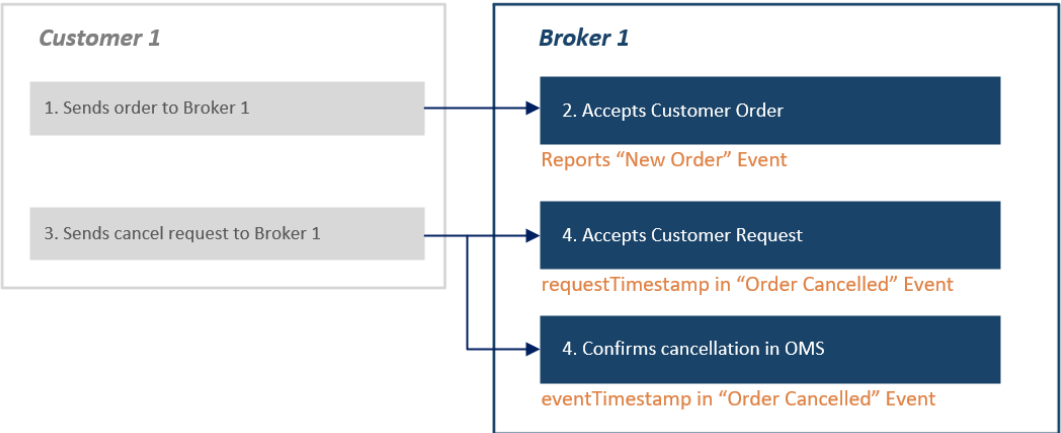 Customer 1
Broker 1
1. Sends order to Broker 1
2. Accepts Customer Order
Reports “New Order” Event
3. Sends cancel request to Broker 1
4. Accepts Customer Request
requestTimestamp in “Order Cancelled” Event
4. Confirms cancellation in OMS
eventTimestamp in “Order Cancelled” Event